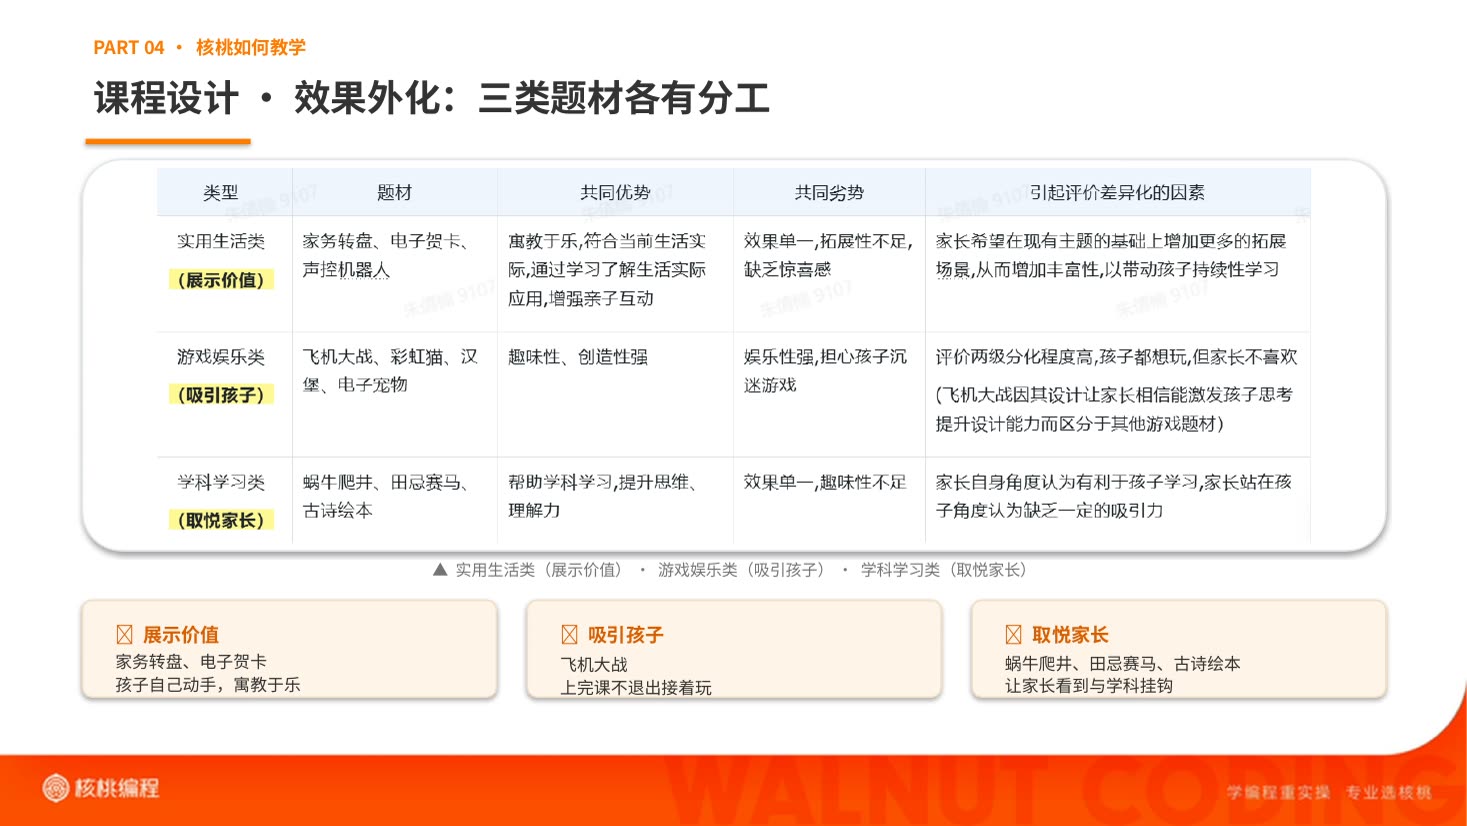 PART 04 · 核桃如何教学
课程设计 · 效果外化：三类题材各有分工
类型 题材 共同优势 共同劣势 引起评价差异化的因素
实用生活类
（展示价值）
家务转盘、电子贺卡、
声控机器人
寓教于乐,符合当前生活实
际,通过学习了解生活实际
应用,增强亲子互动
效果单一,拓展性不足,
缺乏惊喜感
家长希望在现有主题的基础上增加更多的拓展
场景,从而增加丰富性,以带动孩子持续性学习
游戏娱乐类
（吸引孩子）
飞机大战、彩虹猫、汉
堡、电子宠物
趣味性、创造性强
娱乐性强,担心孩子沉
迷游戏
评价两级分化程度高,孩子都想玩,但家长不喜欢
(飞机大战因其设计让家长相信能激发孩子思考
提升设计能力而区分于其他游戏题材)
学科学习类
（取悦家长）
蜗牛爬井、田忌赛马、
古诗绘本
帮助学科学习,提升思维、
理解力
效果单一,趣味性不足
家长自身角度认为有利于孩子学习,家长站在孩
子角度认为缺乏一定的吸引力
▲ 实用生活类（展示价值） · 游戏娱乐类（吸引孩子） · 学科学习类（取悦家长）
展示价值
家务转盘、电子贺卡
孩子自己动手，寓教于乐
吸引孩子
飞机大战
上完课不退出接着玩
取悦家长
蜗牛爬井、田忌赛马、古诗绘本
让家长看到与学科挂钩
核桃编程
WALNUT CODING
学编程重实操 专业选核桃